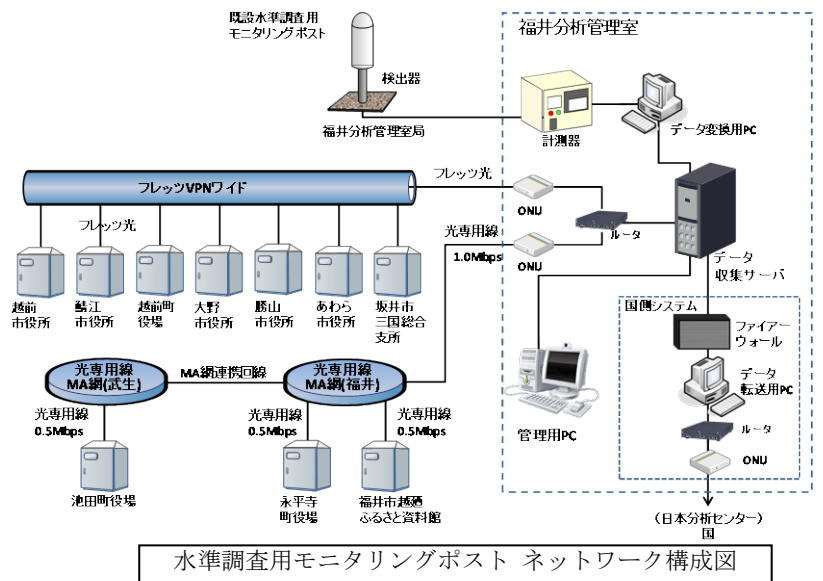 既設水準調査用
モニタリングポスト
検出器
福井分析管理室局
福井分析管理室
計測器
データ変換用PC
フレッツVPNワイド
フレッツ光
フレッツ光
ONU
ルータ
光専用線
1.0Mbps
ONU
データ
収集サーバ
越前
市役所
鯖江
市役所
越前町
役場
大野
市役所
勝山
市役所
あわら
市役所
坂井市
三国総合
支所
国側システム
ファイアー
ウォール
データ
転送用PC
ルータ
ONU
管理用PC
光専用線
MA網(武生)
MA網連携回線
光専用線
MA網(福井)
光専用線
0.5Mbps
光専用線
0.5Mbps
光専用線
0.5Mbps
池田町役場
永平寺
町役場
福井市越廼
ふるさと資料館
(日本分析センター)
国
水準調査用モニタリングポスト ネットワーク構成図